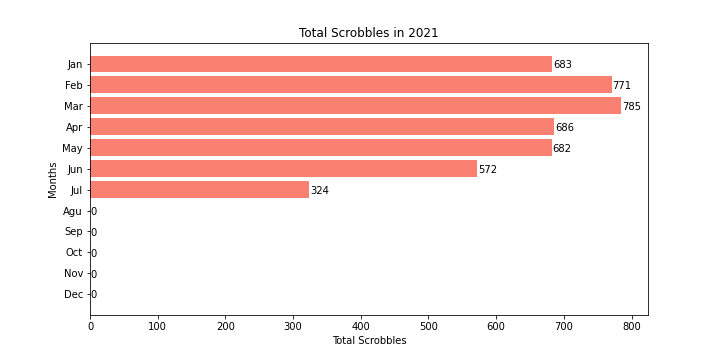 Total Scrobbles in 2021
Jan 683
Feb 771
Mar 785
Apr 686
May 682
Jun 572
Jul 324
Agu 0
Sep 0
Oct 0
Nov 0
Dec 0
Months
0 100 200 300 400 500 600 700 800
Total Scrobbles